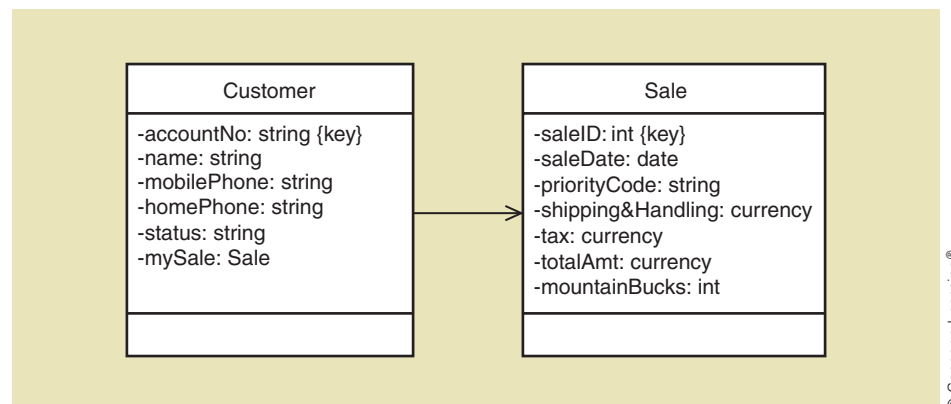 Customer
-accountNo: string {key}
-name: string
-mobilePhone: string
-homePhone: string
-status: string
-mySale: Sale
Sale
-saleID: int {key}
-saleDate: date
-priorityCode: string
-shipping&Handling: currency
-tax: currency
-totalAmt: currency
-mountainBucks: int